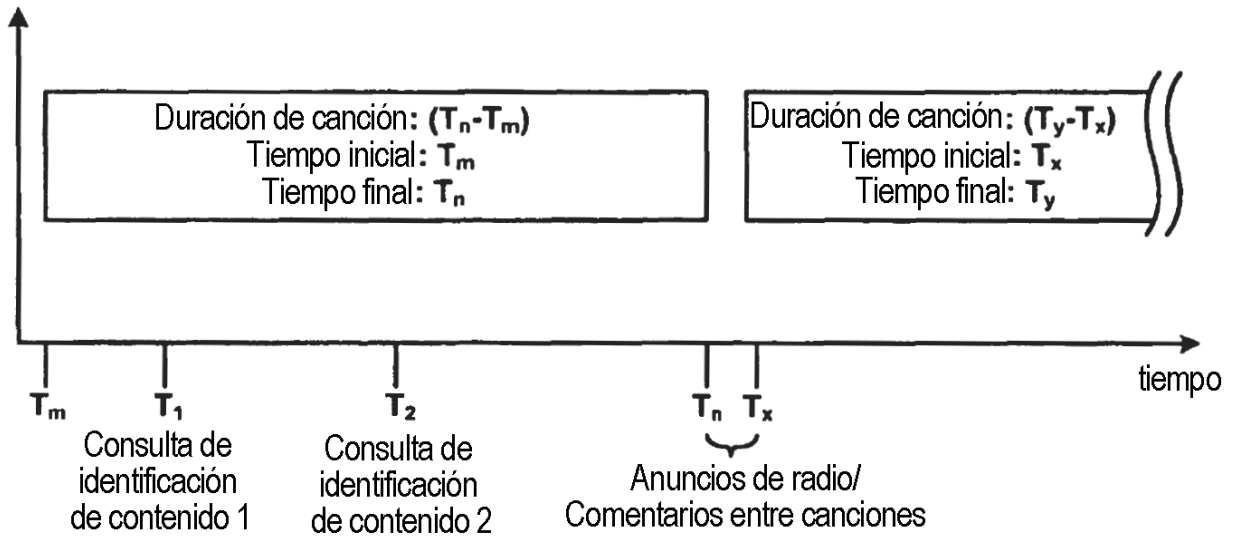 Duración de canción: (Tₙ-Tₘ)
Tiempo inicial: Tₘ
Tiempo final: Tₙ
Duración de canción: (Tᵧ-Tₓ)
Tiempo inicial: Tₓ
Tiempo final: Tᵧ
tiempo
Tₘ
T₁
T₂
Tₙ
Tₓ
Consulta de
identificación
de contenido 1
Consulta de
identificación
de contenido 2
Anuncios de radio/
Comentarios entre canciones